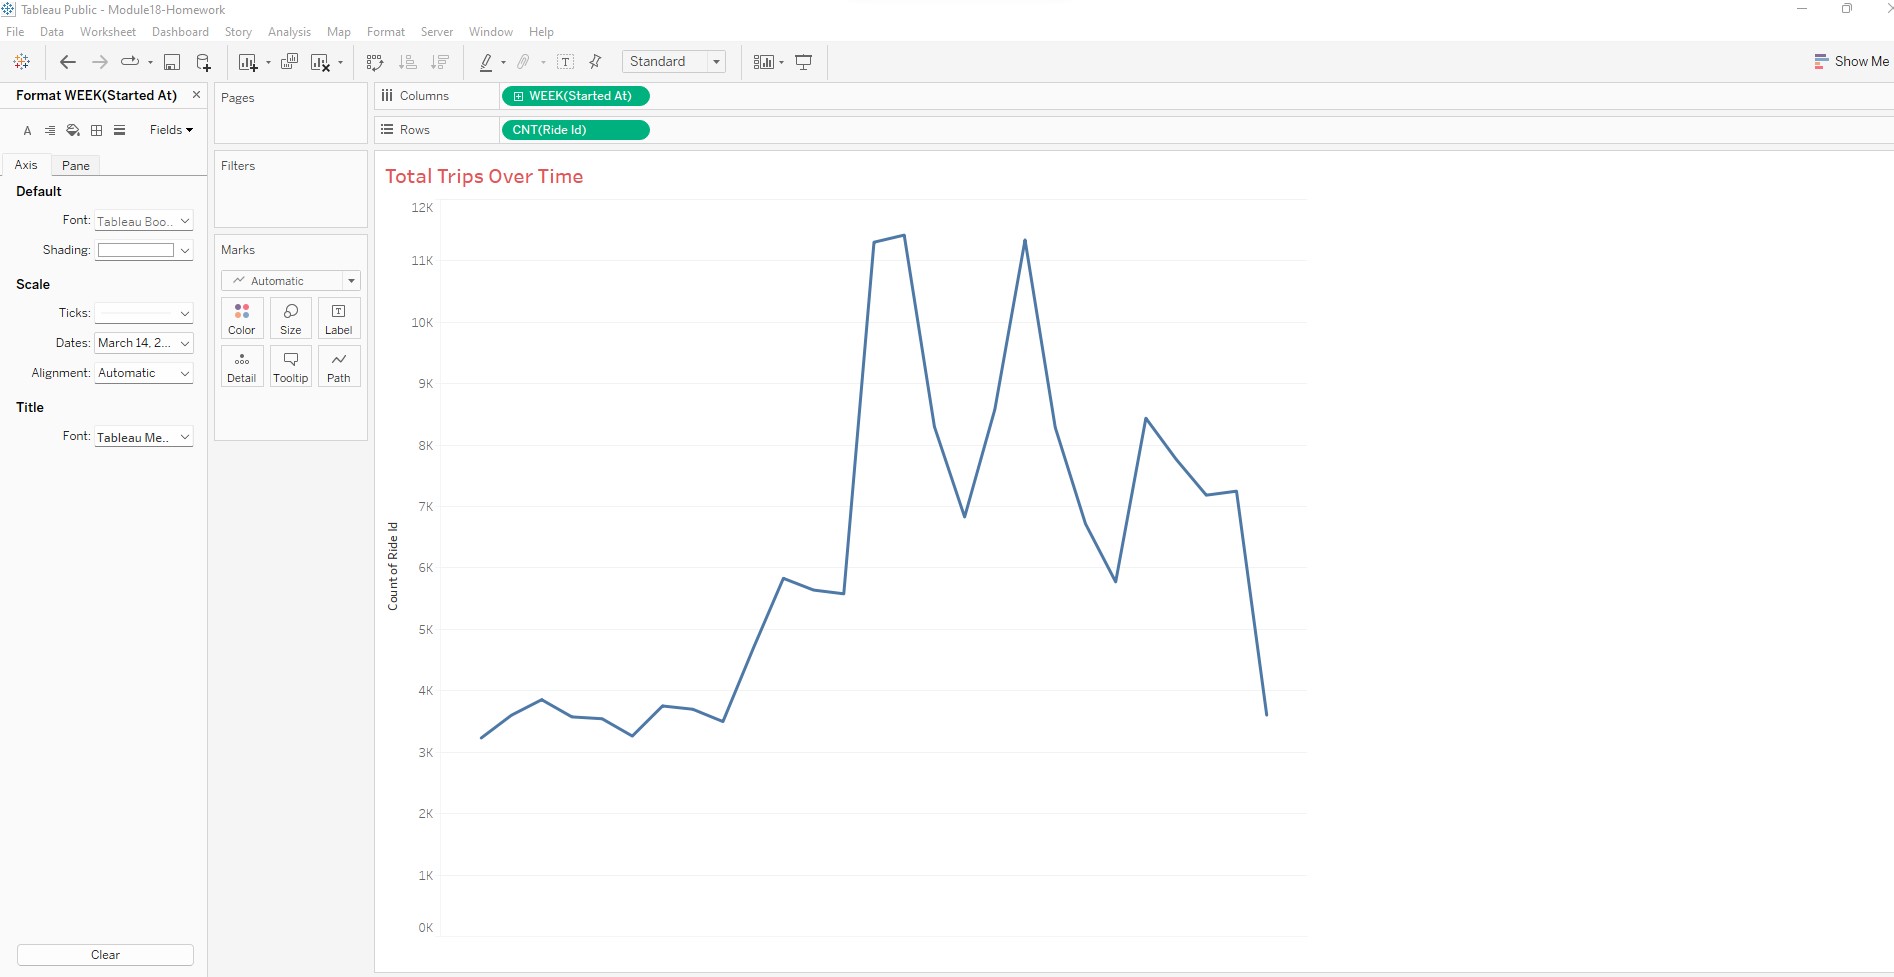 Tableau Public - Module18-Homework
File Data Worksheet Dashboard Story Analysis Map Format Server Window Help
Standard
Show Me
Format WEEK(Started At)
Fields
Axis Pane
Default
Font: Tableau Boo..
Shading:
Scale
Ticks:
Dates: March 14, 2...
Alignment: Automatic
Title
Font: Tableau Me..
Clear
Pages
Filters
Marks
Automatic
Color Size Label
Detail Tooltip Path
Columns WEEK(Started At)
Rows CNT(Ride Id)
Total Trips Over Time
12K
11K
10K
9K
8K
7K
6K
5K
4K
3K
2K
1K
0K
Count of Ride Id